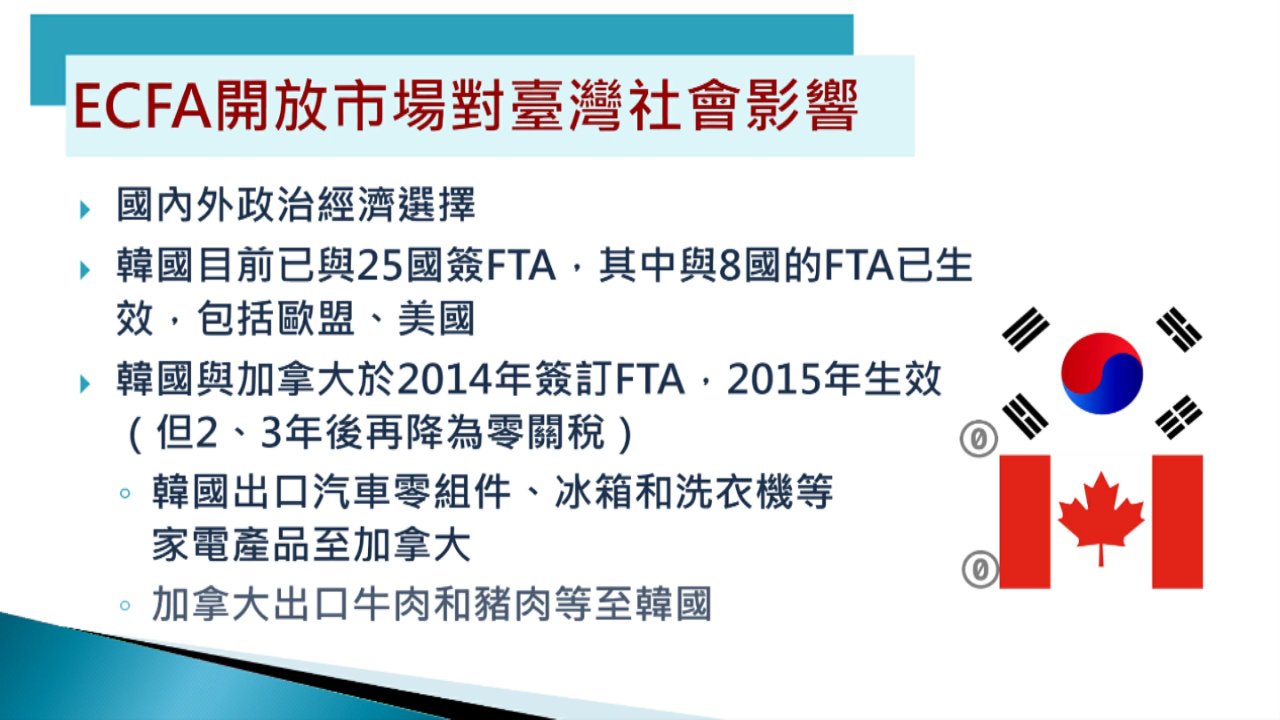 ECFA開放市場對臺灣社會影響
國內外政治經濟選擇
韓國目前已與25國簽FTA，其中與8國的FTA已生
效，包括歐盟、美國
韓國與加拿大於2014年簽訂FTA，2015年生效
（但2、3年後再降為零關稅）
韓國出口汽車零組件、冰箱和洗衣機等
家電產品至加拿大
加拿大出口牛肉和豬肉等至韓國
0
0